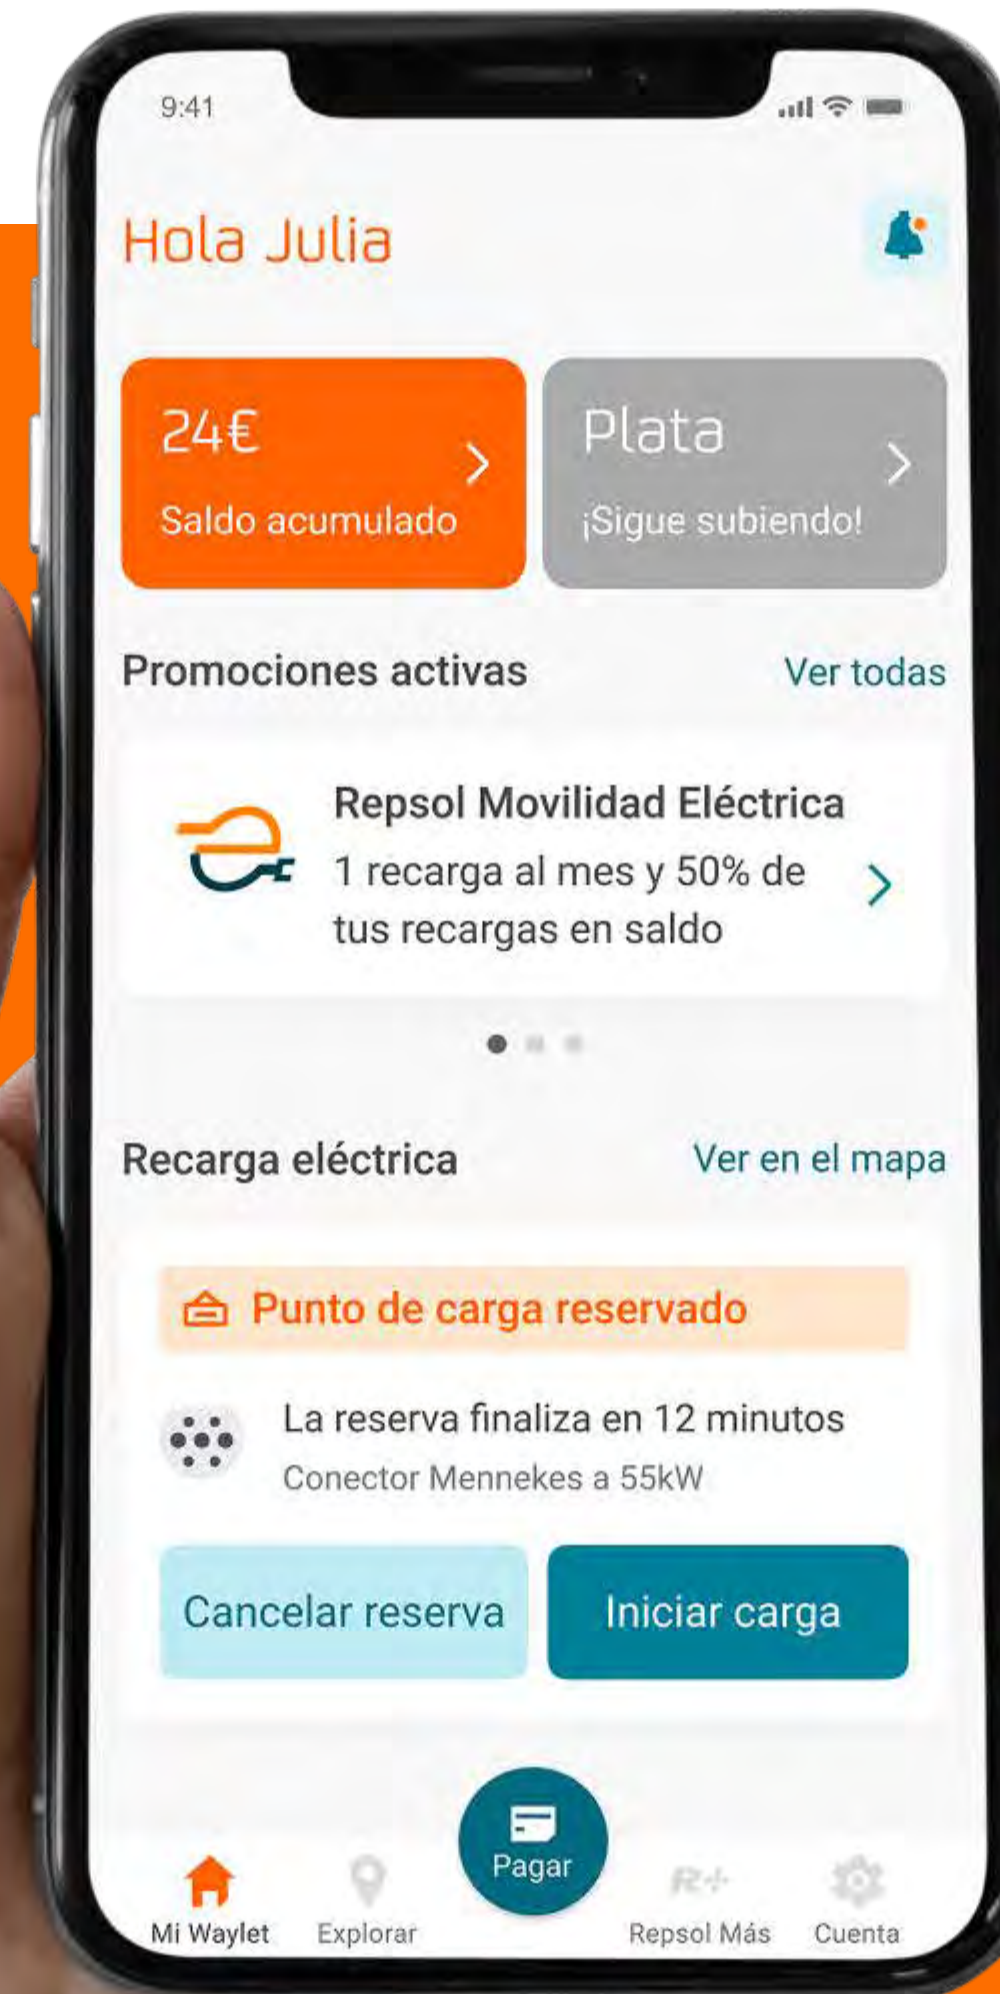 9:41
Hola Julia
24€
Saldo acumulado
Plata
¡Sigue subiendo!
Promociones activas
Ver todas
Repsol Movilidad Eléctrica
1 recarga al mes y 50% de
tus recargas en saldo
Recarga eléctrica
Ver en el mapa
Punto de carga reservado
La reserva finaliza en 12 minutos
Conector Mennekes a 55kW
Cancelar reserva
Iniciar carga
Pagar
R+
Mi Waylet
Explorar
Repsol Más
Cuenta